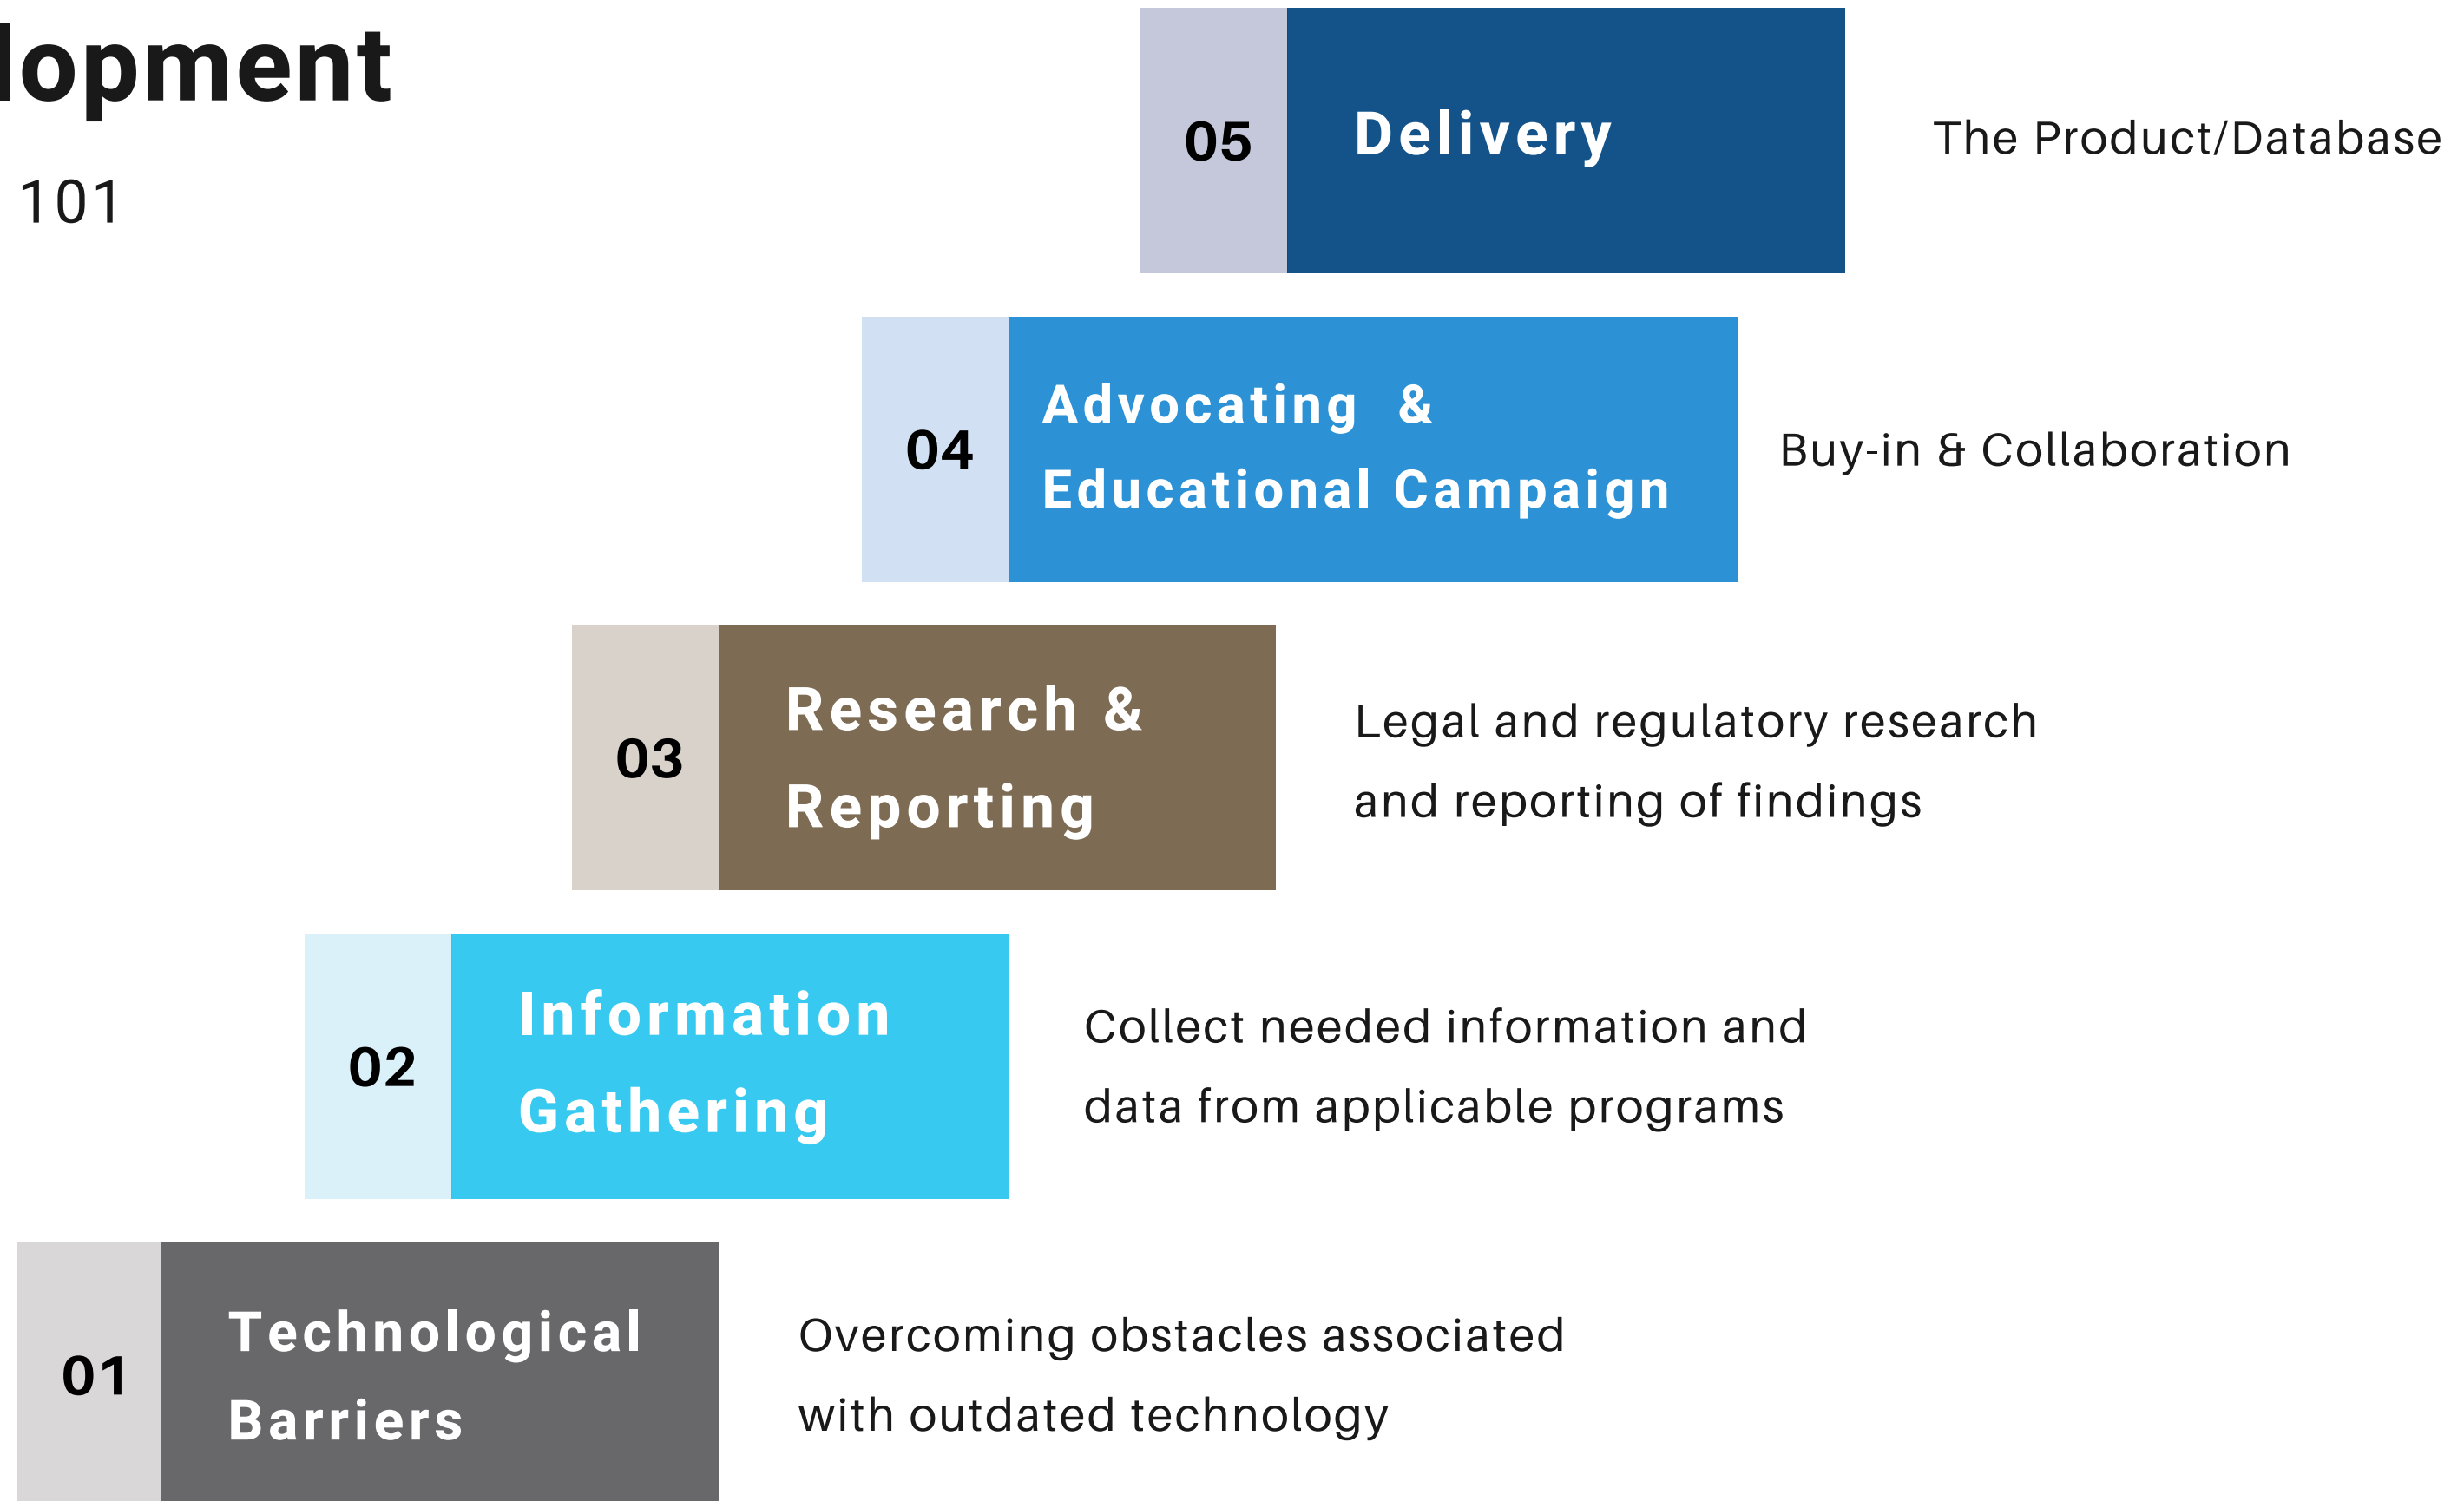 lopment
101
05
Delivery
The Product/Database
04
Advocating &
Educational Campaign
Buy-in & Collaboration
03
Research &
Reporting
Legal and regulatory research
and reporting of findings
02
Information
Gathering
Collect needed information and
data from applicable programs
01
Technological
Barriers
Overcoming obstacles associated
with outdated technology